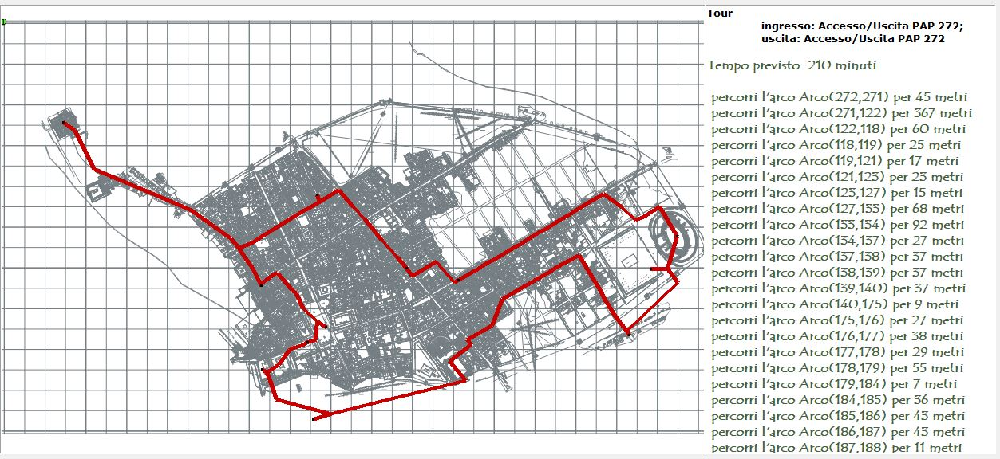 Tour
ingresso: Accesso/Uscita PAP 272;
uscita: Accesso/Uscita PAP 272
Tempo previsto: 210 minuti
percorri l'arco Arco(272,271) per 45 metri
percorri l'arco Arco(271,122) per 367 metri
percorri l'arco Arco(122,118) per 60 metri
percorri l'arco Arco(118,119) per 25 metri
percorri l'arco Arco(119,121) per 17 metri
percorri l'arco Arco(121,123) per 23 metri
percorri l'arco Arco(123,127) per 15 metri
percorri l'arco Arco(127,133) per 68 metri
percorri l'arco Arco(133,134) per 92 metri
percorri l'arco Arco(134,137) per 27 metri
percorri l'arco Arco(137,138) per 37 metri
percorri l'arco Arco(138,139) per 37 metri
percorri l'arco Arco(139,140) per 37 metri
percorri l'arco Arco(140,175) per 9 metri
percorri l'arco Arco(175,176) per 27 metri
percorri l'arco Arco(176,177) per 38 metri
percorri l'arco Arco(177,178) per 29 metri
percorri l'arco Arco(178,179) per 55 metri
percorri l'arco Arco(179,184) per 7 metri
percorri l'arco Arco(184,185) per 36 metri
percorri l'arco Arco(185,186) per 43 metri
percorri l'arco Arco(186,187) per 43 metri
percorri l'arco Arco(187,188) per 11 metri